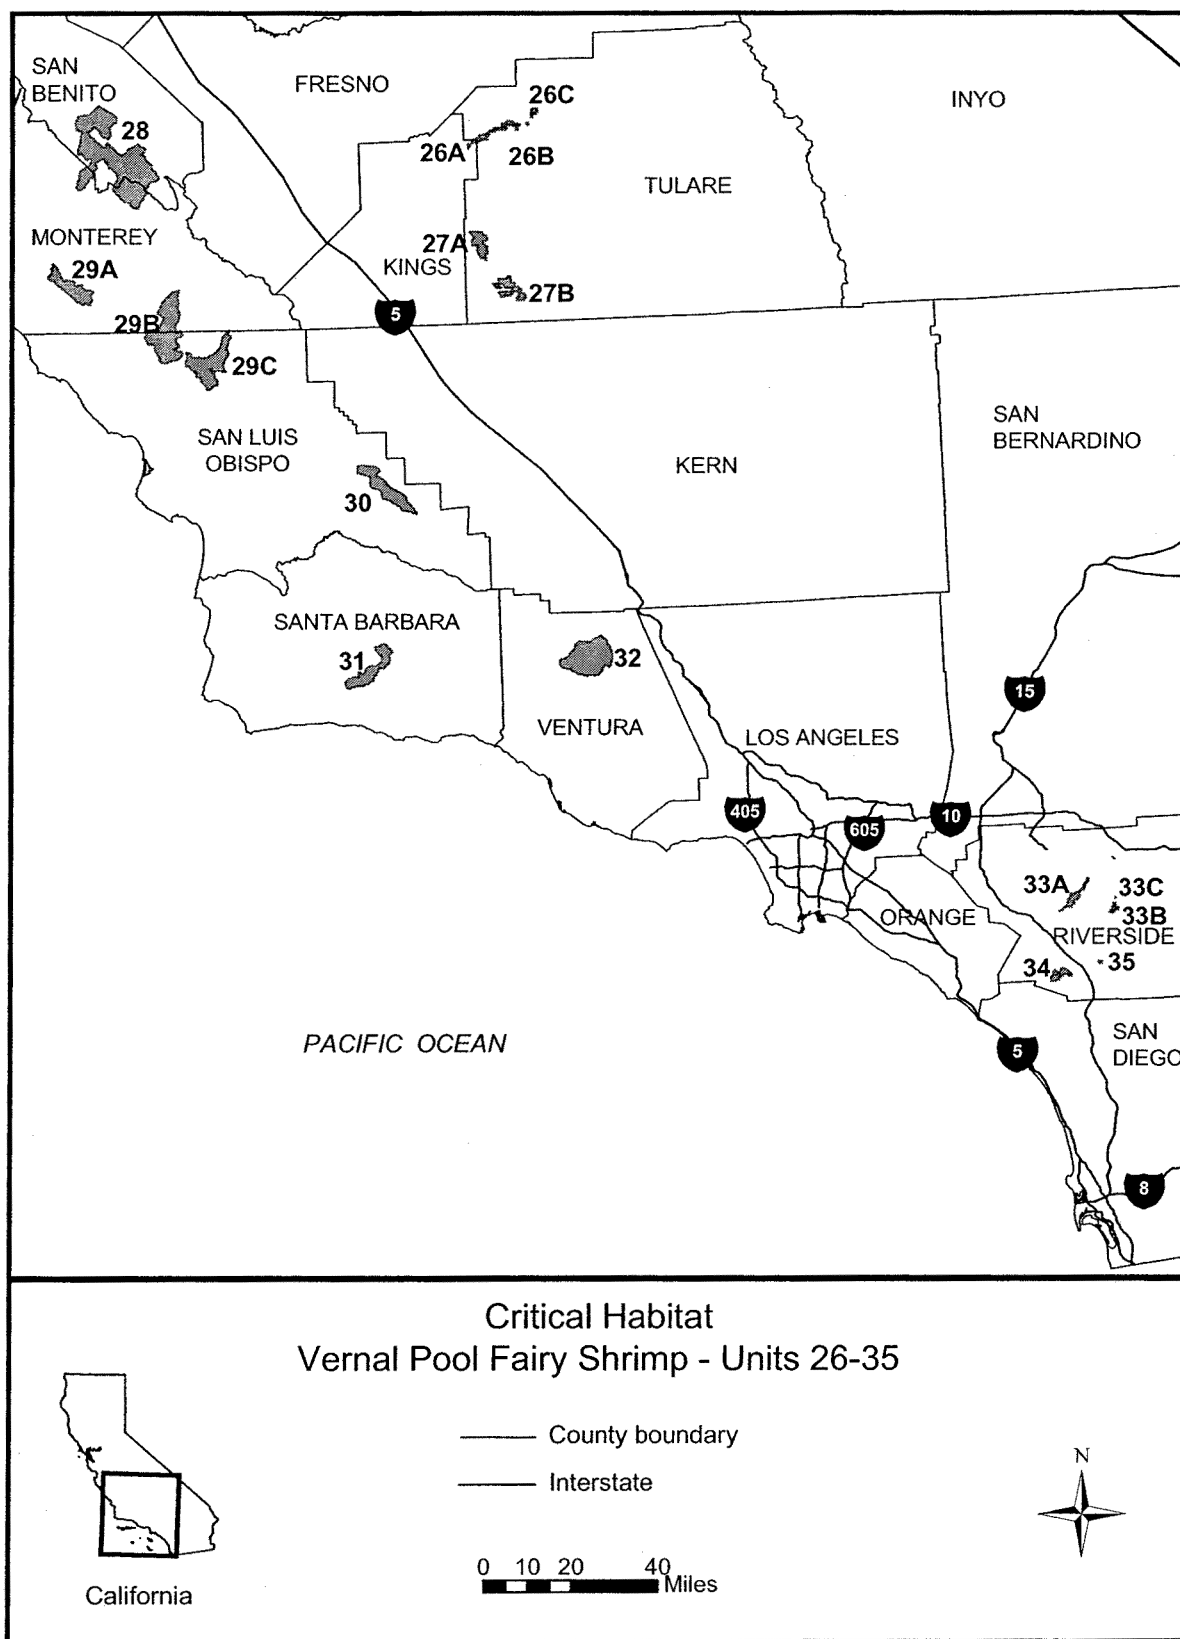 SAN
BENITO
FRESNO
INYO
26C
28
26A
26B
TULARE
MONTEREY
27A
KINGS
29A
27B
5
29B
29C
SAN LUIS
OBISPO
SAN
BERNARDINO
KERN
30
SANTA BARBARA
31
32
15
VENTURA
LOS ANGELES
405
605
10
33A
33C
33B
ORANGE
RIVERSIDE
34
35
PACIFIC OCEAN
SAN
DIEGO
5
8
Critical Habitat
Vernal Pool Fairy Shrimp - Units 26-35
County boundary
Interstate
N
0 10 20 40
Miles
California